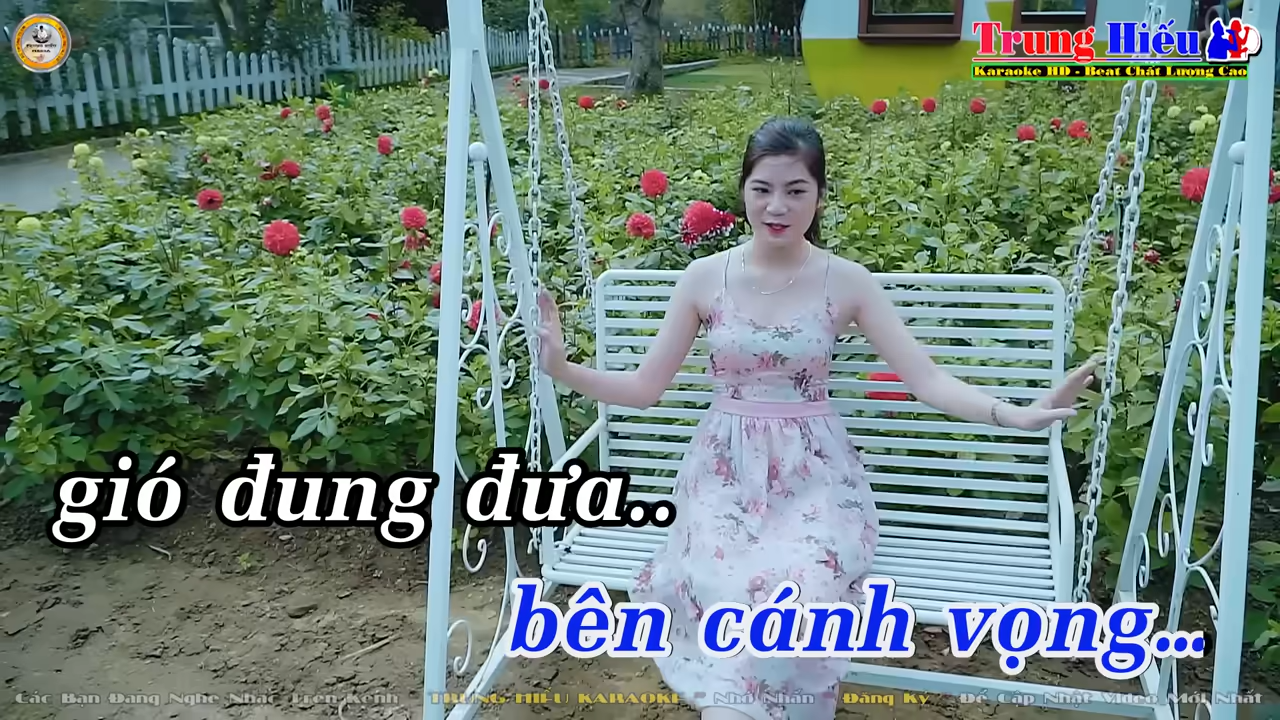 Trung Hiếu
Karaoke HD - Beat Chất Lượng Cao
gió đung đưa..
bên cánh vọng...
Các Bạn Đang Nghe Nhạc Trên Kênh TRUNG HIẾU KARAOKE - Nhớ Nhấn Đăng Ký Để Cập Nhật Video Mới Nhất